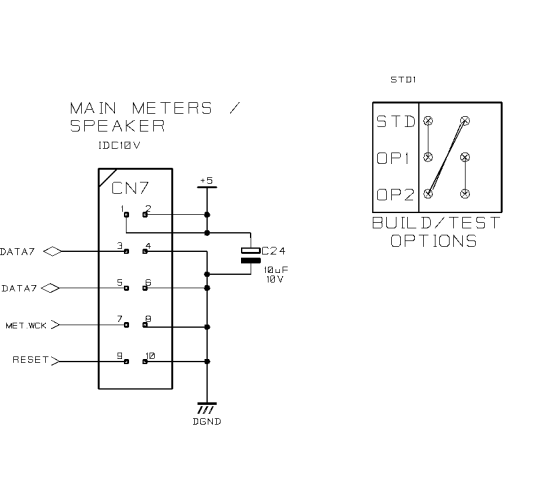 STD1
MAIN METERS /
SPEAKER
IDC10V
STD
OP1
OP2
BUILD/TEST
OPTIONS
CN7
+5
1 2
DATA7 3 4
C24
10uF
10V
DATA7 5 6
MET.WCK 7 8
RESET 9 10
DGND